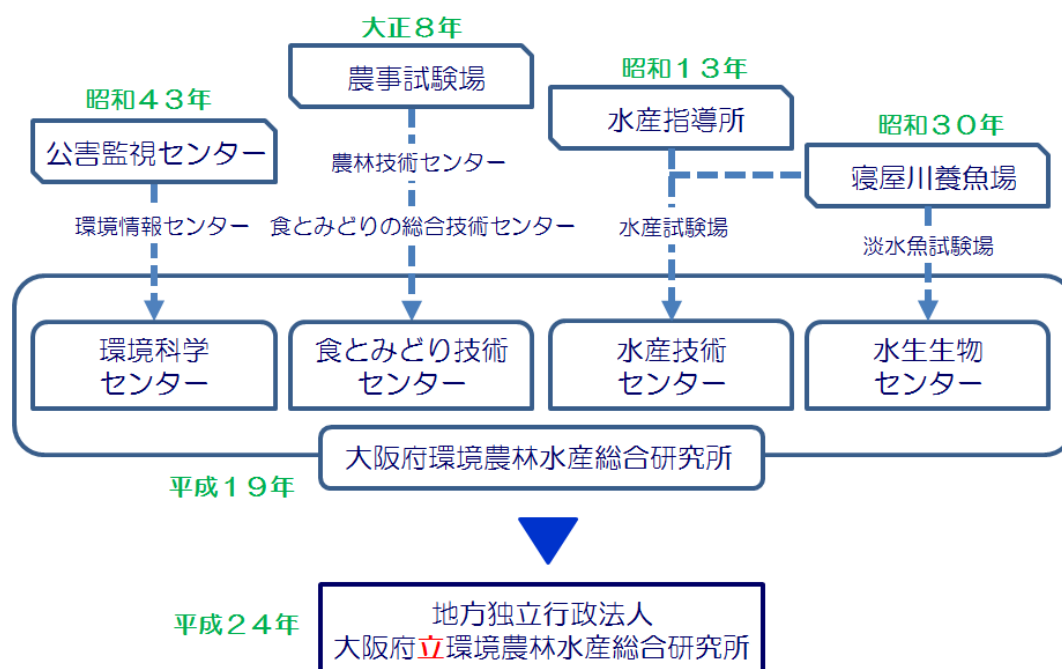 大正８年
農事試験場
昭和１３年
水産指導所
昭和４３年
公害監視センター
昭和３０年
寝屋川養魚場
農林技術センター
環境情報センター
食とみどりの総合技術センター
水産試験場
淡水魚試験場
環境科学
センター
食とみどり技術
センター
水産技術
センター
水生生物
センター
大阪府環境農林水産総合研究所
平成１９年
平成２４年
地方独立行政法人
大阪府立環境農林水産総合研究所